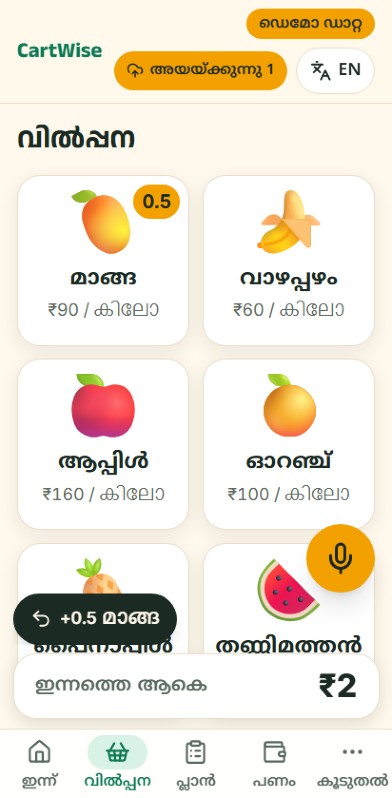 ഡെമോ ഡാറ്റ
CartWise
അയയ്ക്കുന്നു 1
EN
വിൽപ്പന
0.5
മാങ്ങ
₹90 / കിലോ
വാഴപ്പഴം
₹60 / കിലോ
ആപ്പിൾ
₹160 / കിലോ
ഓറഞ്ച്
₹100 / കിലോ
+0.5 മാങ്ങ
പൈനാപ്പിൾ
തണ്ണിമത്തൻ
ഇന്നത്തെ ആകെ
₹2
ഇന്ന്
വിൽപ്പന
പ്ലാൻ
പണം
കൂടുതൽ